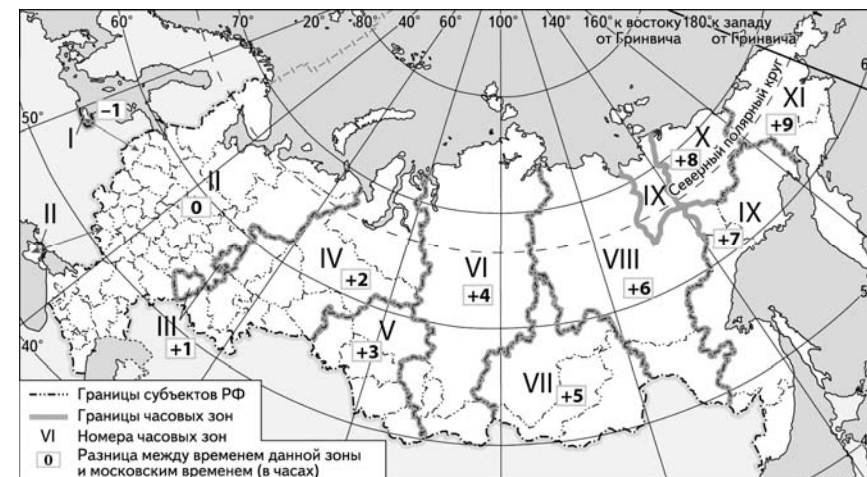 60° 70° 20° 80° 40° 60° 80° 100° 120° 140° 160° к востоку 180° к западу
от Гринвича от Гринвича
50°
40°
Северный полярный круг
I
-1
II
II
0
III
+1
IV
+2
V
+3
VI
+4
VII
+5
VIII
+6
IX
IX
+7
X
+8
XI
+9
Границы субъектов РФ
Границы часовых зон
VI Номера часовых зон
0 Разница между временем данной зоны
и московским временем (в часах)